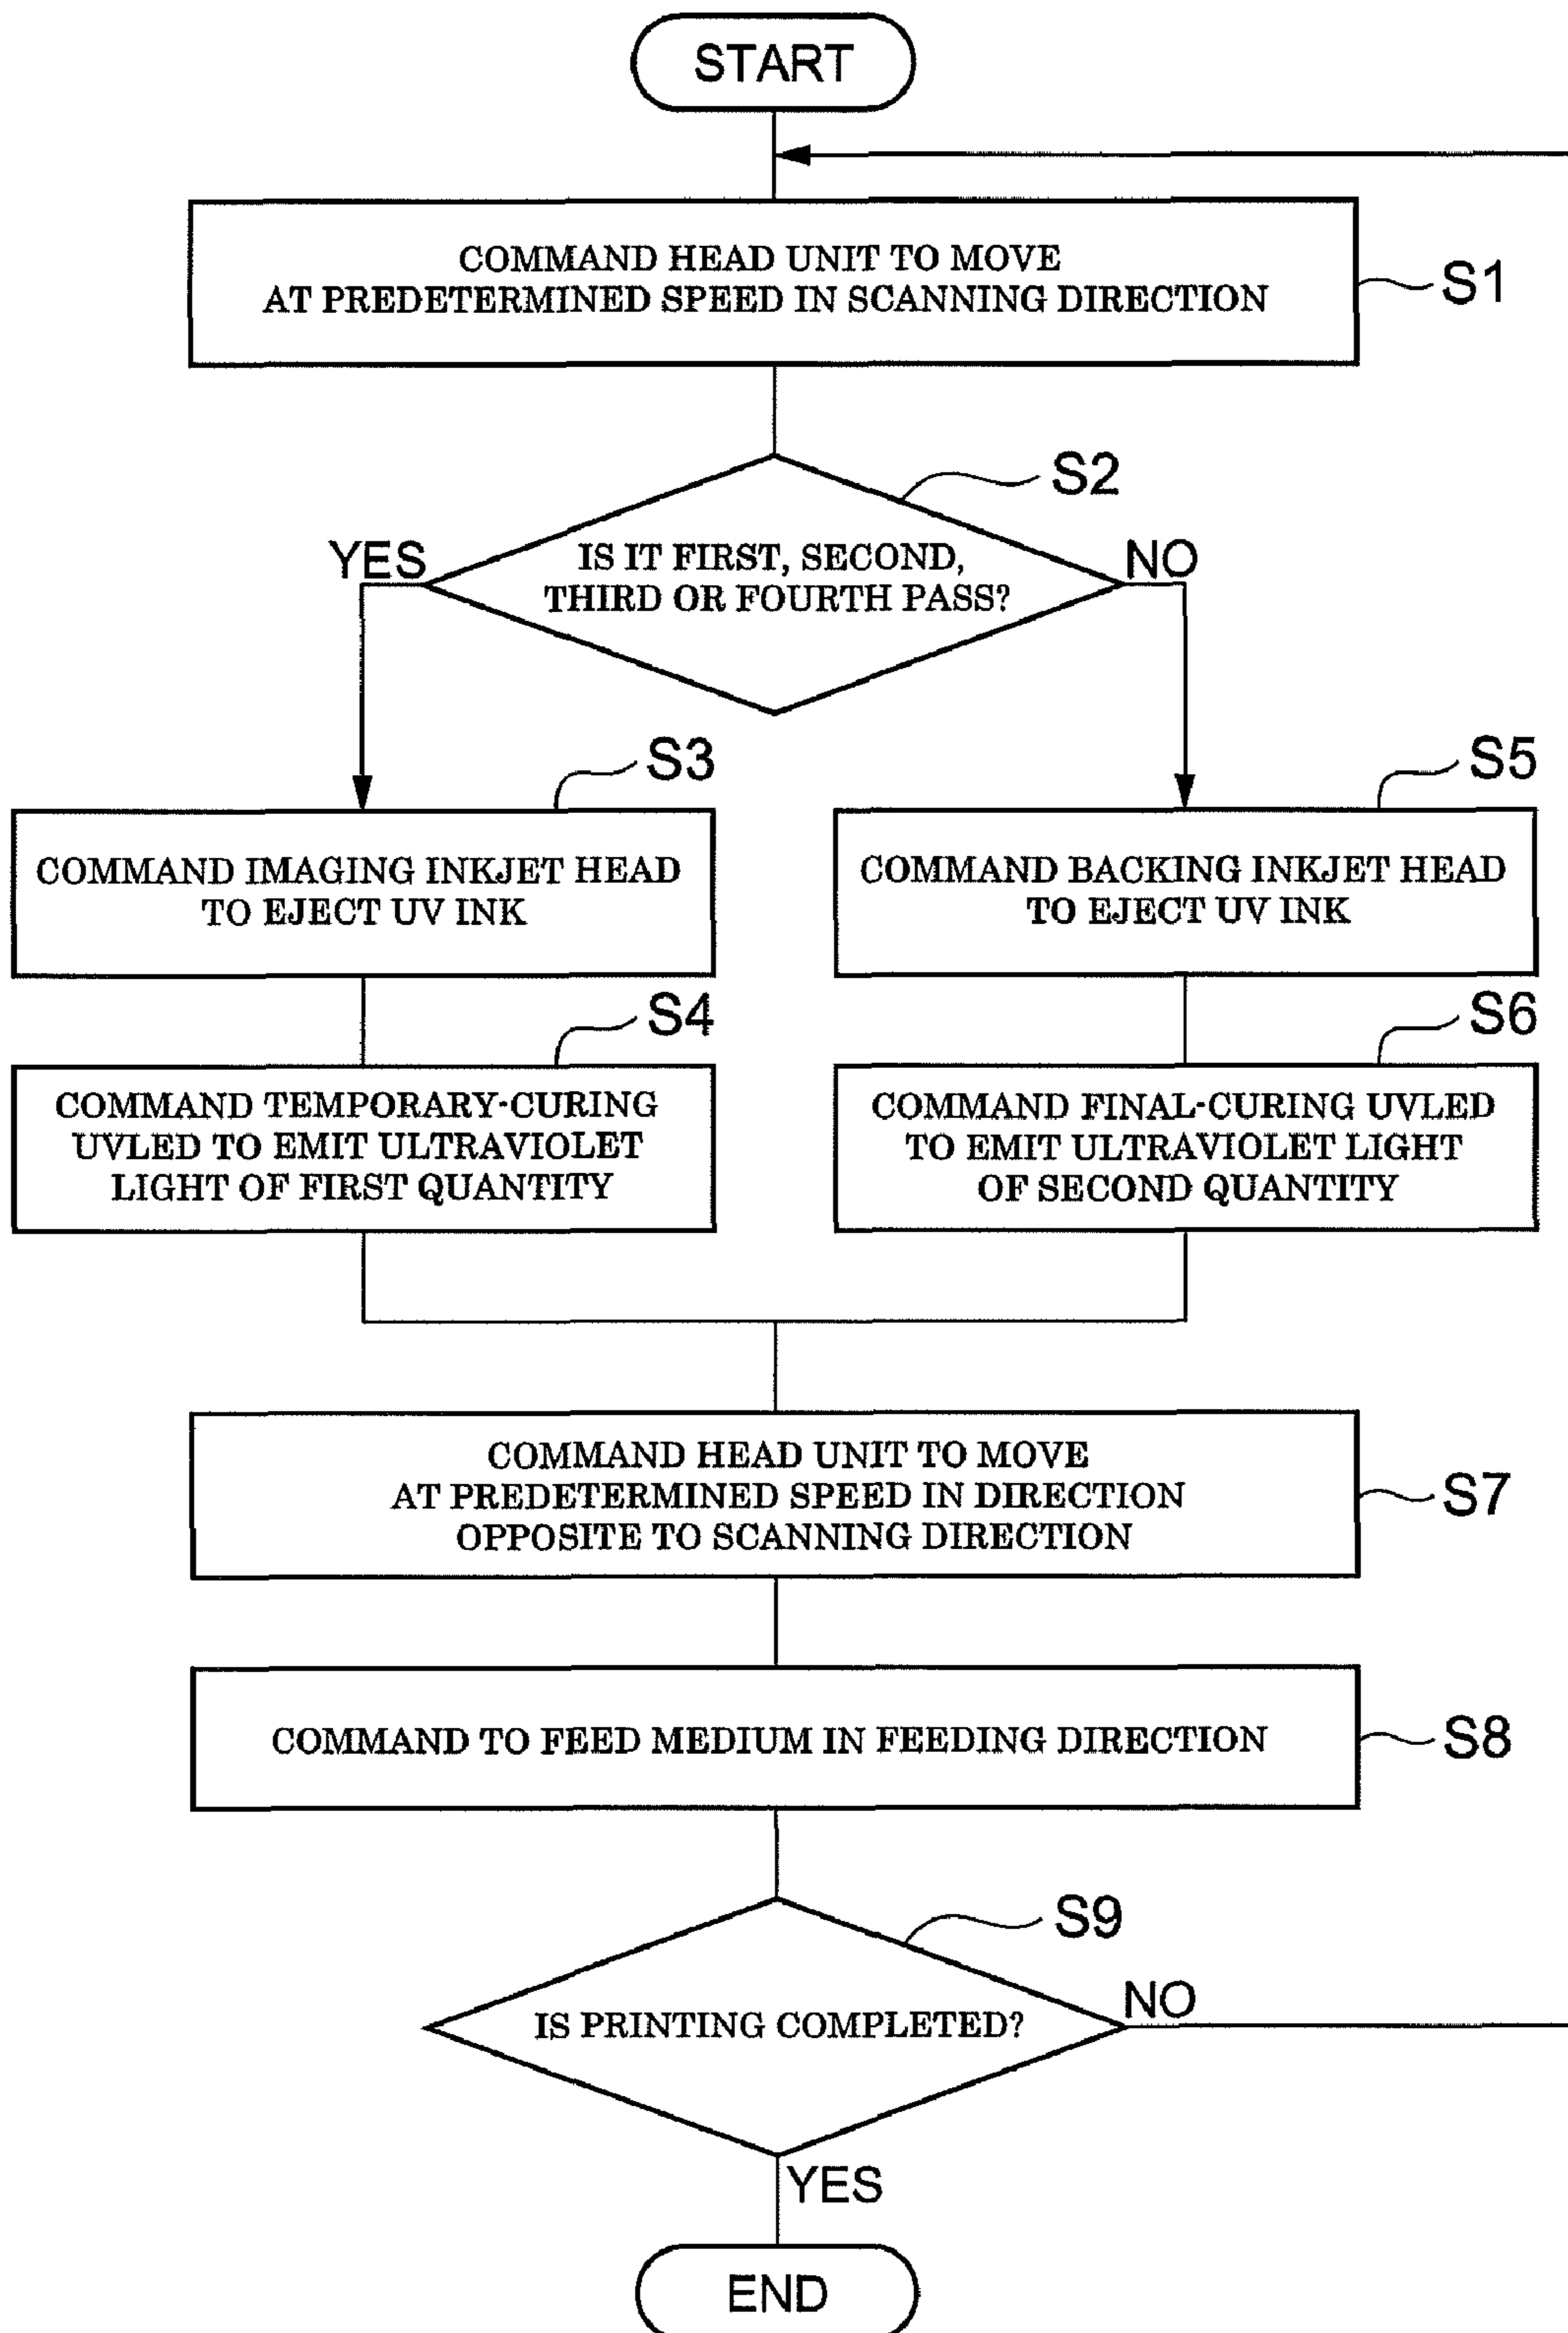 START
COMMAND HEAD UNIT TO MOVE
AT PREDETERMINED SPEED IN SCANNING DIRECTION
S1
S2
YES
NO
IS IT FIRST, SECOND,
THIRD OR FOURTH PASS?
S3
S5
COMMAND IMAGING INKJET HEAD
TO EJECT UV INK
COMMAND BACKING INKJET HEAD
TO EJECT UV INK
S4
S6
COMMAND TEMPORARY-CURING
UVLED TO EMIT ULTRAVIOLET
LIGHT OF FIRST QUANTITY
COMMAND FINAL-CURING UVLED
TO EMIT ULTRAVIOLET LIGHT
OF SECOND QUANTITY
COMMAND HEAD UNIT TO MOVE
AT PREDETERMINED SPEED IN DIRECTION
OPPOSITE TO SCANNING DIRECTION
S7
COMMAND TO FEED MEDIUM IN FEEDING DIRECTION
S8
S9
IS PRINTING COMPLETED?
NO
YES
END